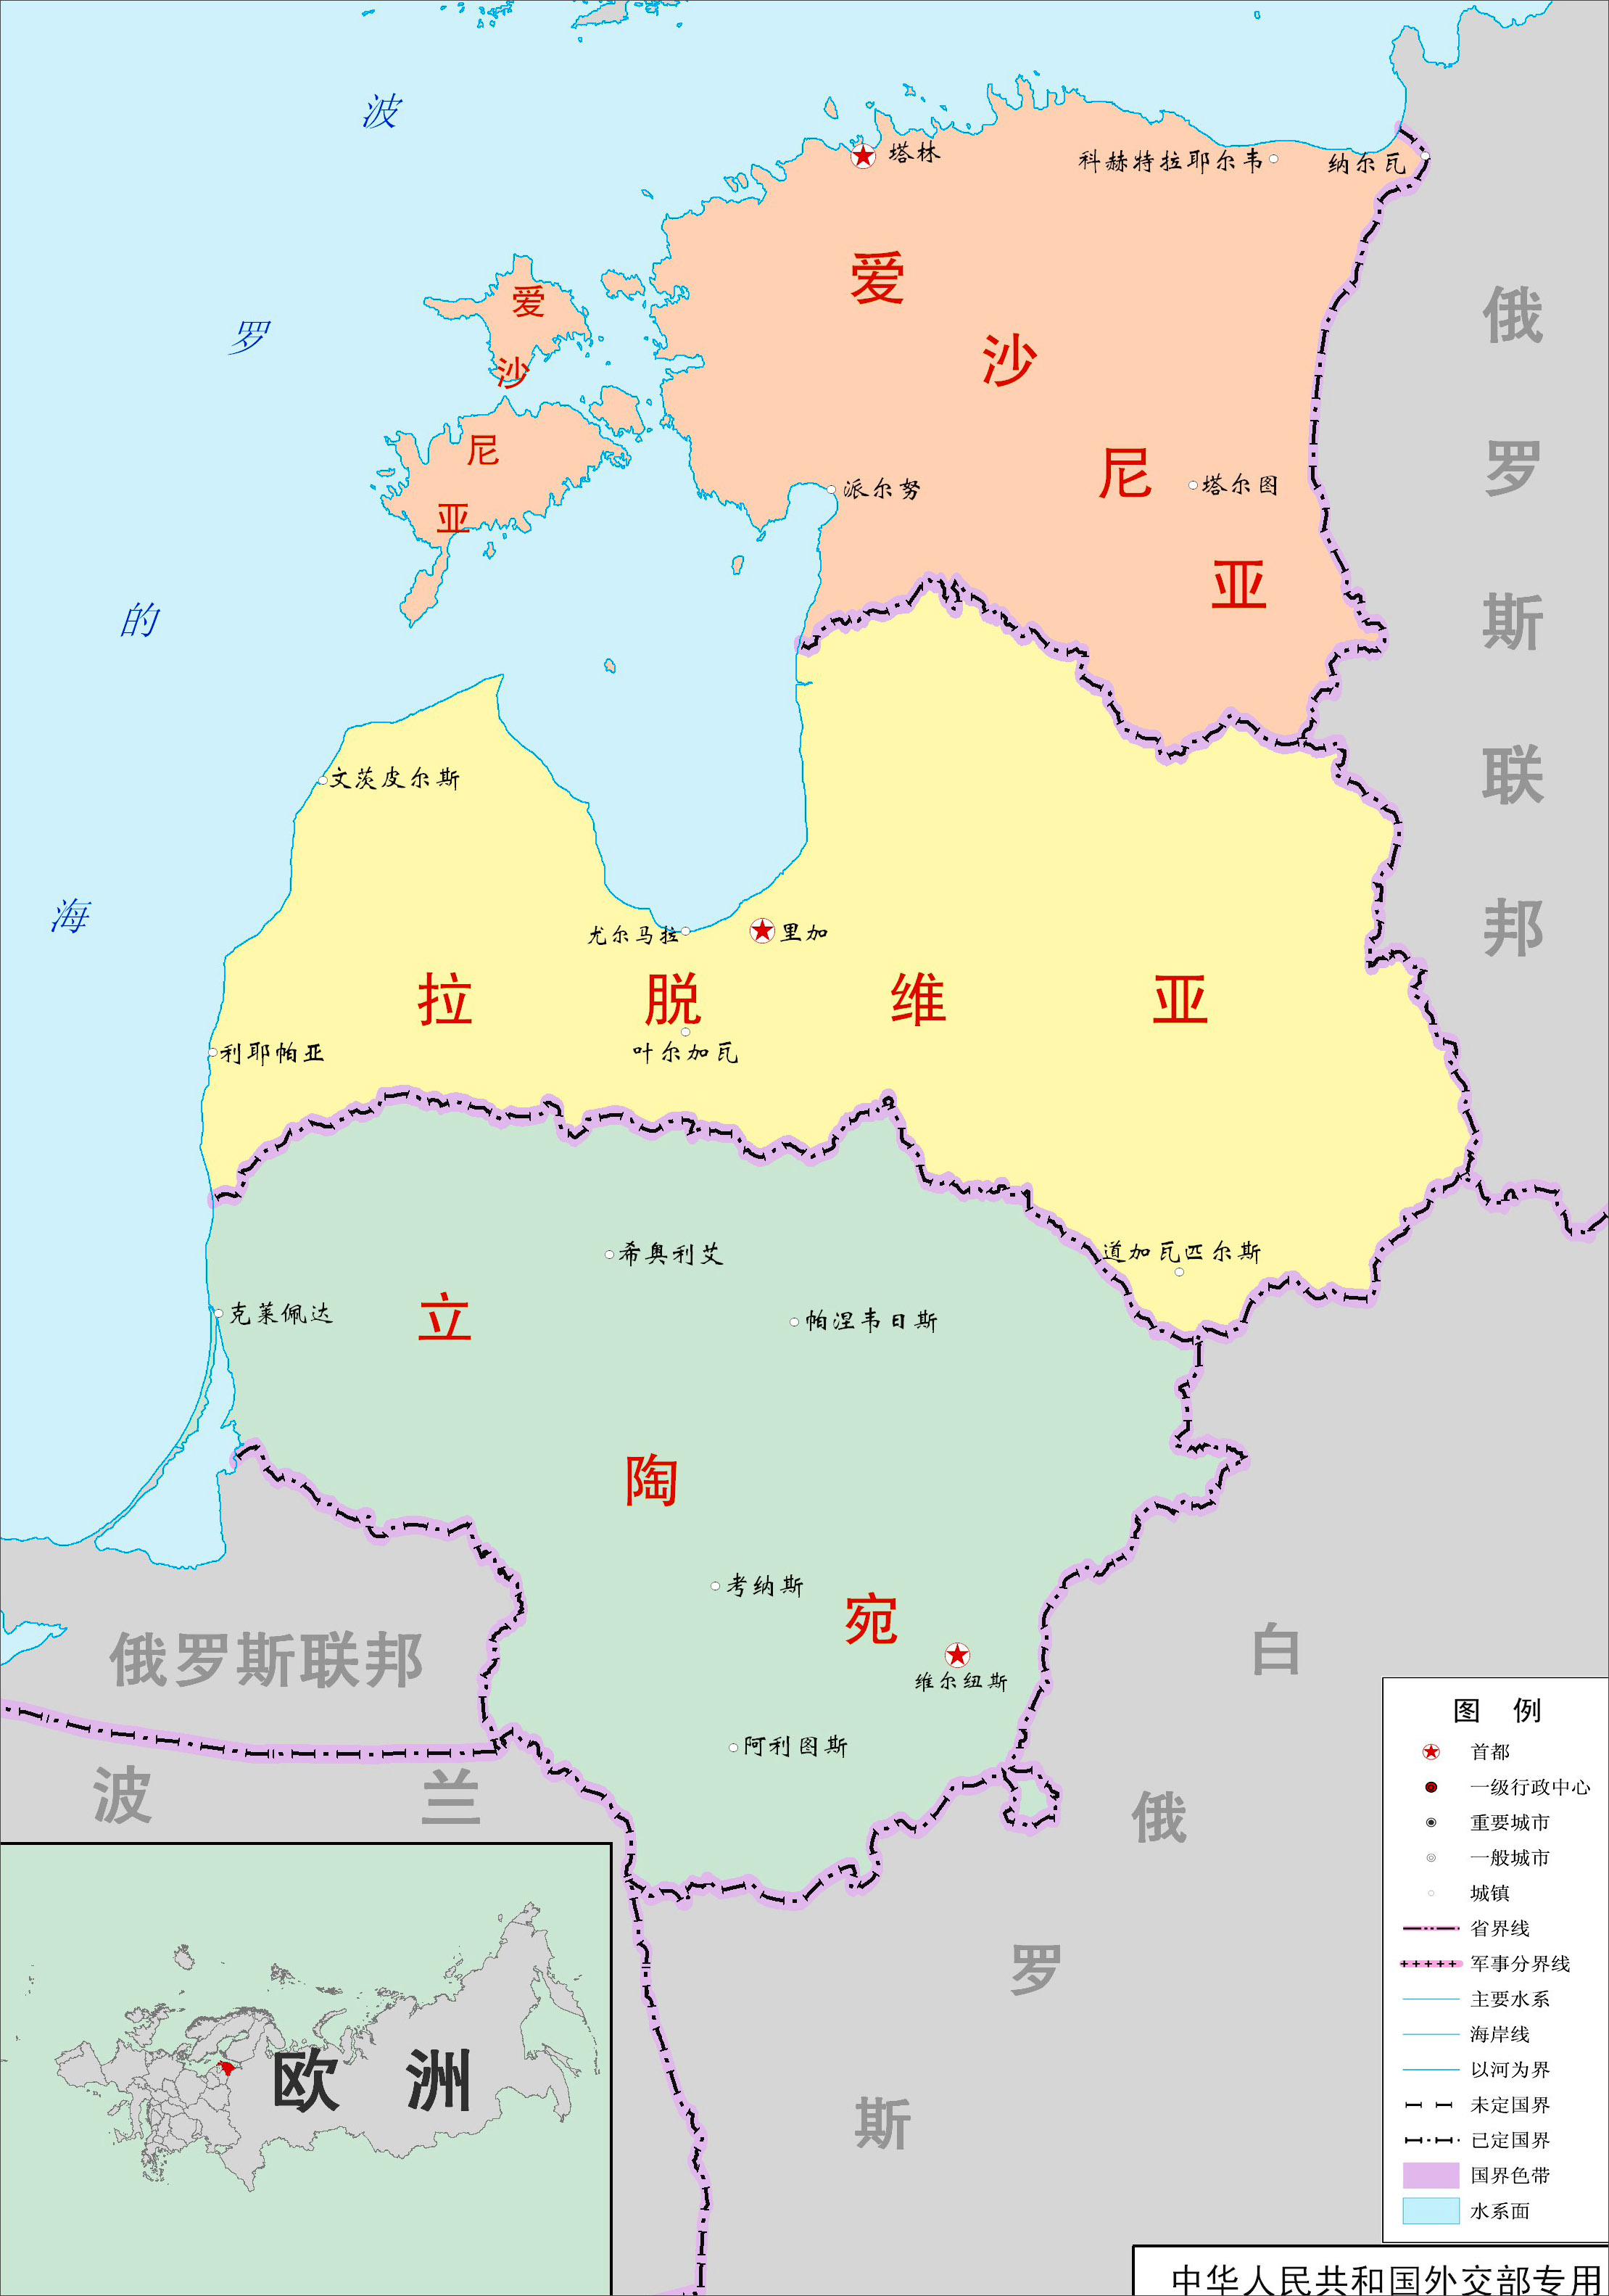 波
罗
的
海
塔林
科赫特拉耶尔韦
纳尔瓦
爱
沙
尼
亚
爱
沙
尼
亚
派尔努
塔尔图
俄
罗
斯
联
邦
文茨皮尔斯
尤尔马拉
里加
拉脱维亚
利耶帕亚
叶尔加瓦
道加瓦匹尔斯
希奥利艾
克莱佩达
帕涅韦日斯
立
陶
宛
考纳斯
维尔纽斯
阿利图斯
俄罗斯联邦
波兰
白
俄
罗
斯
欧洲
图例
首都
一级行政中心
重要城市
一般城市
城镇
省界线
军事分界线
主要水系
海岸线
以河为界
未定国界
已定国界
国界色带
水系面
中华人民共和国外交部专用